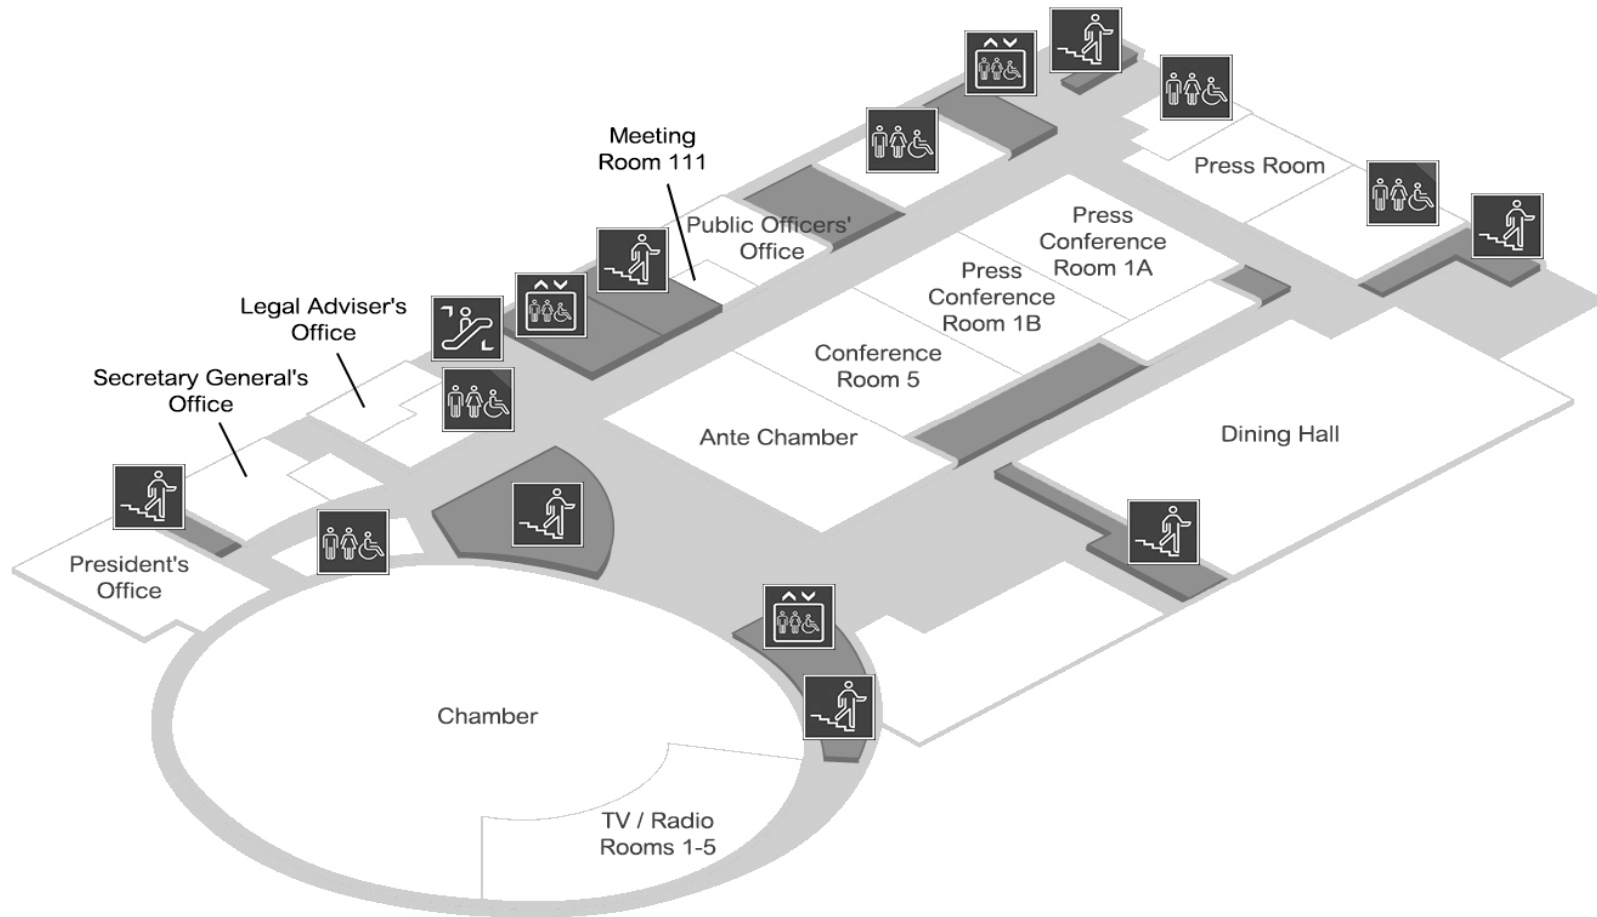 Meeting
Room 111
Press Room
Public Officers'
Office
Press
Conference
Room 1A
Press
Conference
Room 1B
Legal Adviser's
Office
Conference
Room 5
Secretary General's
Office
Ante Chamber
Dining Hall
President's
Office
Chamber
TV / Radio
Rooms 1-5